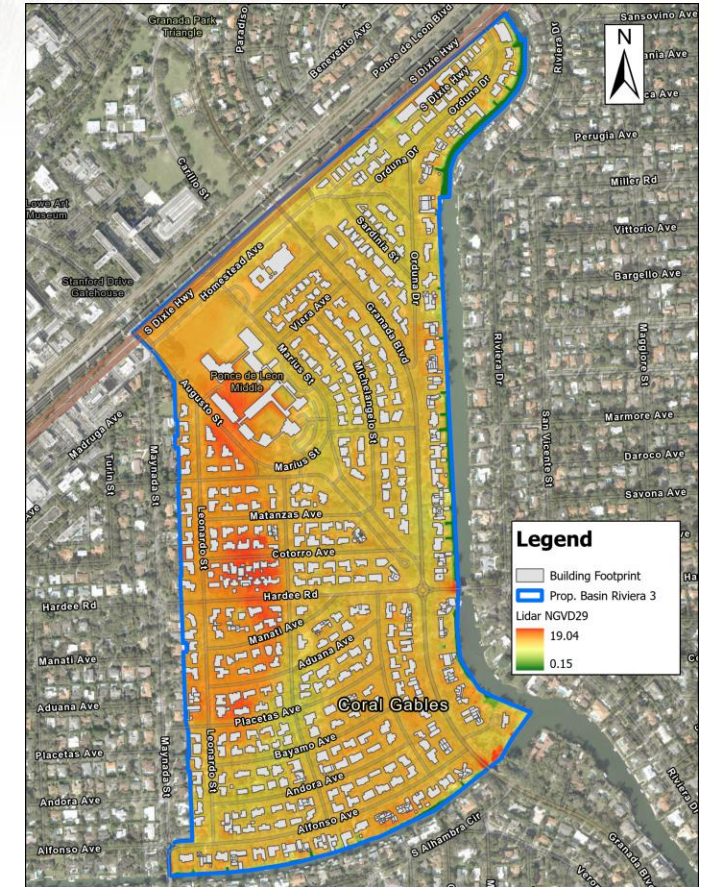 Granada Park
Triangle
Paradiso
Benevento Ave
Ponce de Leon Blvd
S Dixie Hwy
Riviera Dr
Sansovino Ave
N
S Dixie Hwy
Orduna Dr
Perugia Ave
Miller Rd
Carillo St
Orduna Dr
Lowe Art
Museum
Vittorio Ave
Sardinia St
Orduna Dr
Bargello Ave
Stanford Drive
Gatehouse
Homestead Ave
S Dixie Hwy
Viera Ave
Granada Blvd
Riviera Dr
Maggiore St
Marius St
Michelangelo St
Ponce de Leon
Middle
Augusto St
Madruga Ave
Turin St
Maynada St
San Vicente St
Marmore Ave
Daroco Ave
Marius St
Savona Ave
Leonardo St
Matanzas Ave
Cotorro Ave
Hardee Rd
Hardee Rd
Legend
Building Footprint
Prop. Basin Riviera 3
Lidar NGVD29
19.04
0.15
Manati Ave
Manati Ave
Aduana Ave
Aduana Ave
Placetas Ave
Coral Gables
Placetas Ave
Maynada St
Leonardo St
Bayamo Ave
Andora Ave
Andora Ave
Alfonso Ave
Alfonso Ave
S Alhambra Cir
Riviera Dr
Granada Blvd